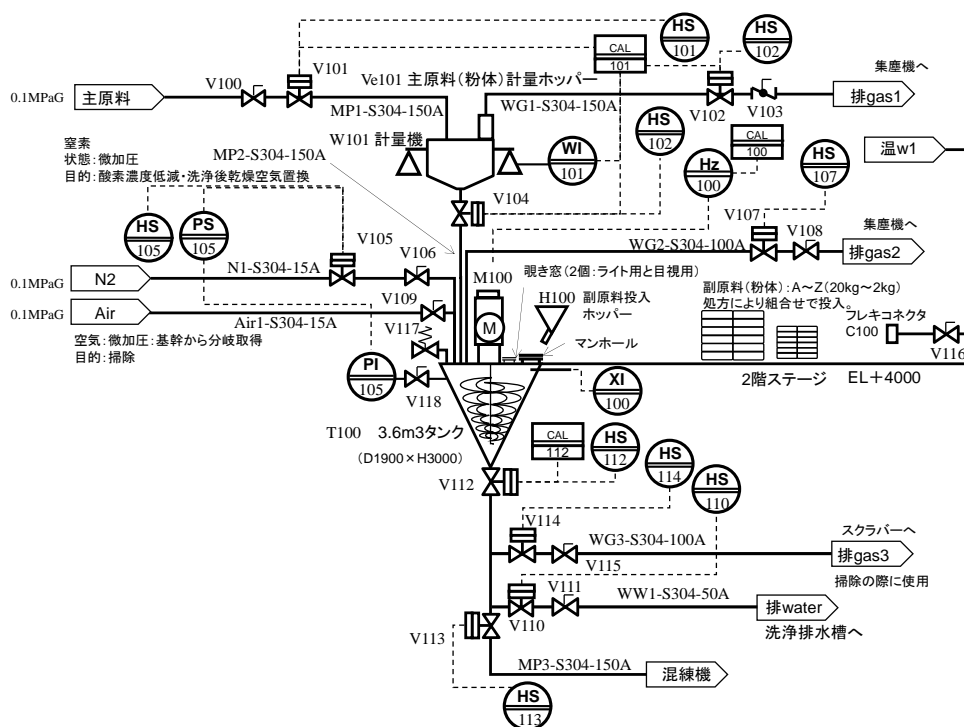 HS
101
CAL
101
HS
102
V101
V100
Ve101 主原料(粉体)計量ホッパー
集塵機へ
0.1MPaG
主原料
MP1-S304-150A
WG1-S304-150A
排gas1
V102
V103
W101 計量機
HS
102
CAL
100
窒素
状態:微加圧
目的:酸素濃度低減・洗浄後乾燥空気置換
MP2-S304-150A
WI
101
Hz
100
HS
107
温w1
V104
HS
105
PS
105
V105
V106
V107
V108
集塵機へ
WG2-S304-100A
排gas2
0.1MPaG
N2
N1-S304-15A
M100
覗き窓(2個:ライト用と目視用)
V109
H100
副原料投入
ホッパー
副原料(粉体):A~Z(20kg~2kg)
処方により組合せで投入。
0.1MPaG
Air
Air1-S304-15A
M
フレキコネクタ
C100
V117
空気:微加圧:基幹から分岐取得
目的:掃除
マンホール
V116
PI
105
V118
XI
100
2階ステージ EL+4000
T100 3.6m3タンク
(D1900×H3000)
CAL
112
HS
112
HS
114
HS
110
V112
V114
スクラバーへ
WG3-S304-100A
排gas3
V115
掃除の際に使用
V111
WW1-S304-50A
排water
V110
洗浄排水槽へ
V113
MP3-S304-150A
混練機
HS
113